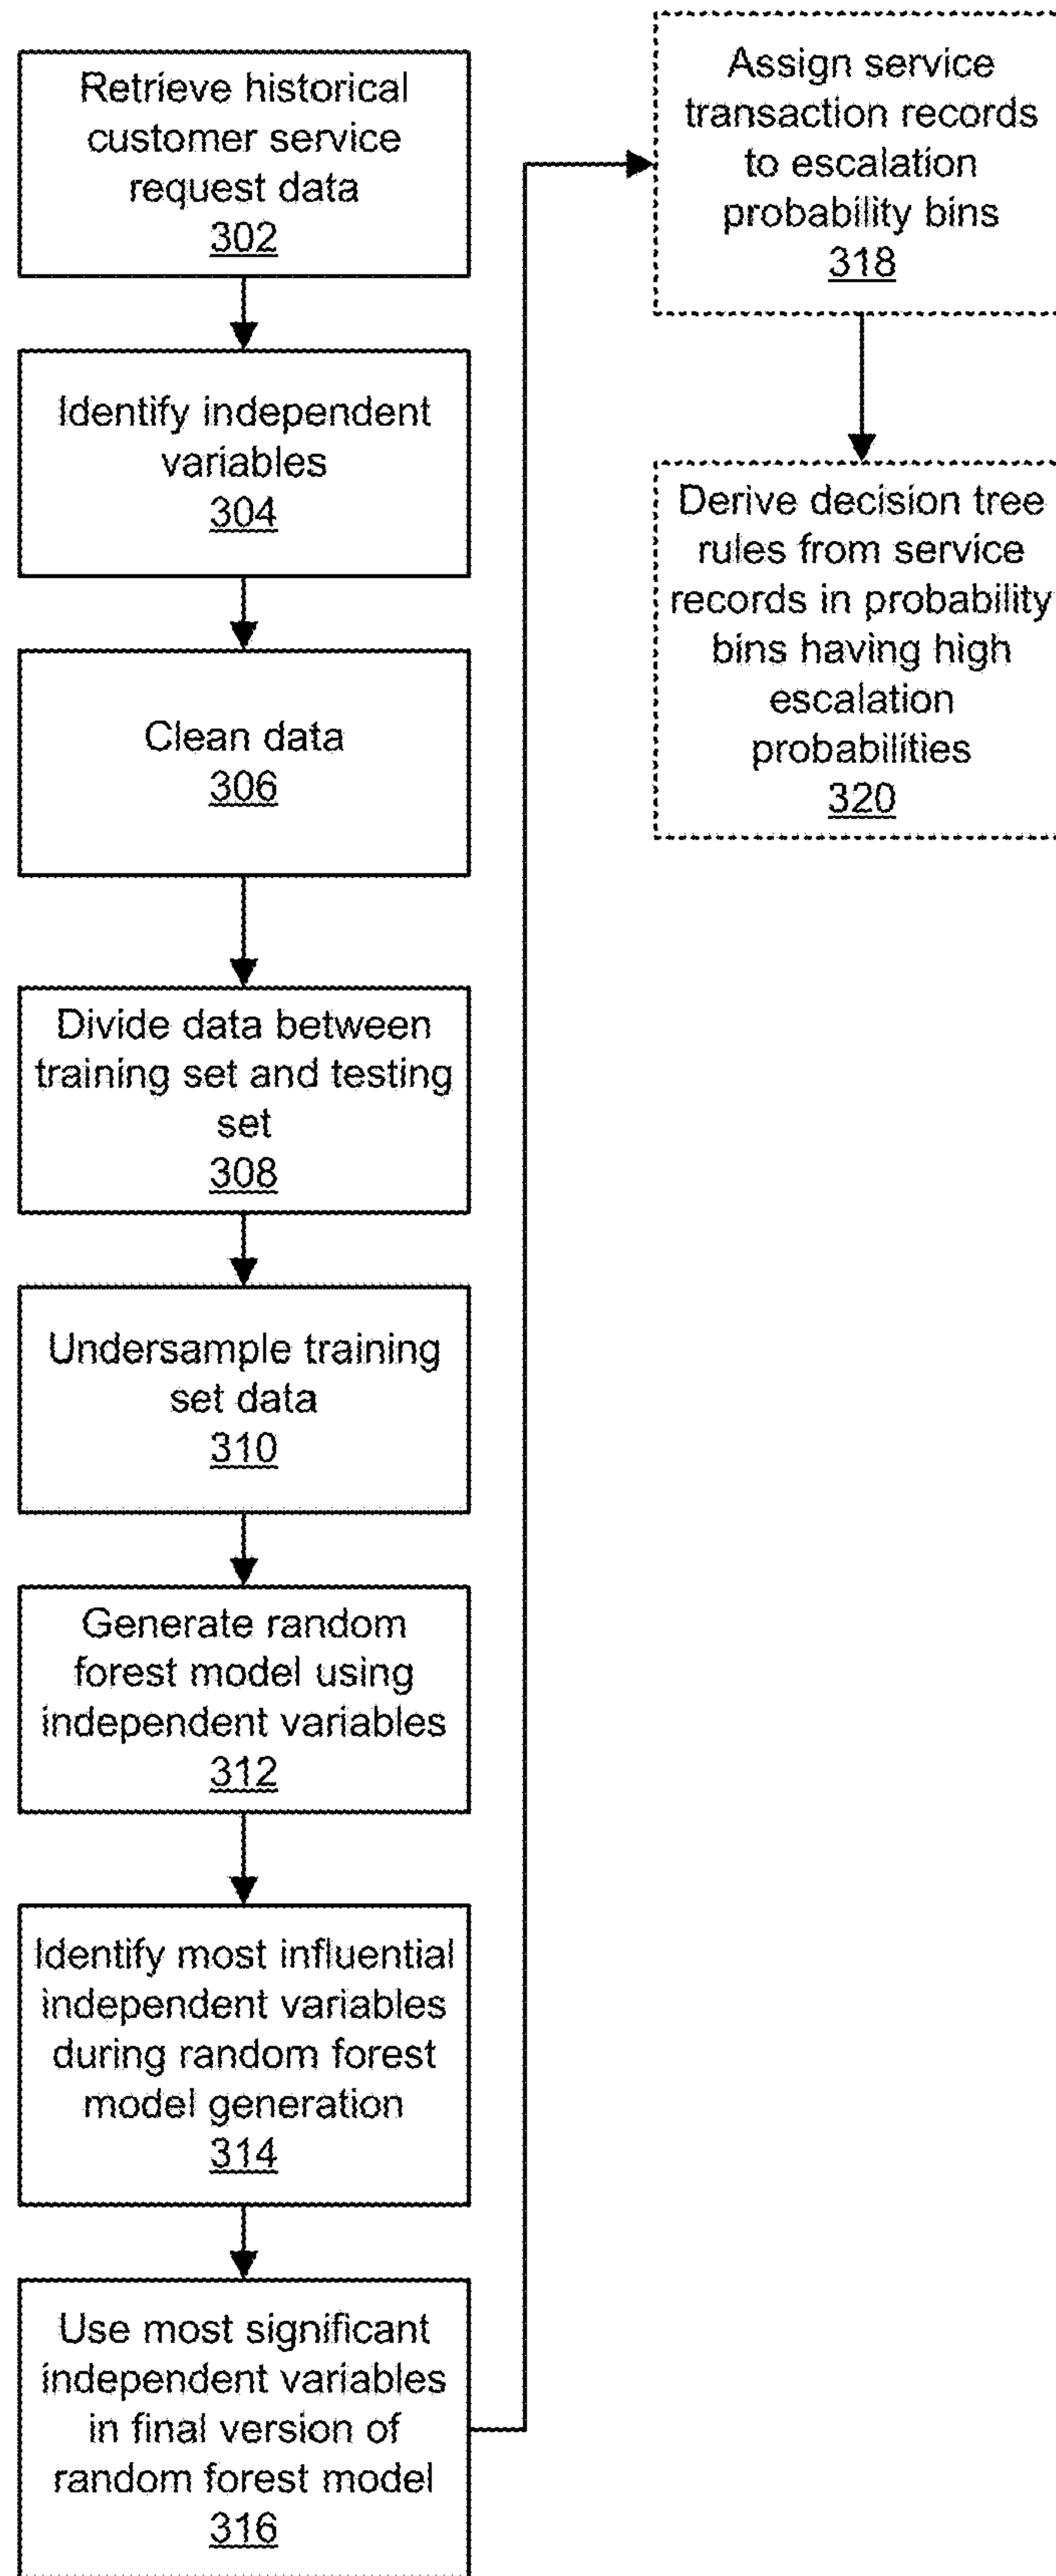 Retrieve historical
customer service
request data
302
Identify independent
variables
304
Clean data
306
Divide data between
training set and testing
set
308
Undersample training
set data
310
Generate random
forest model using
independent variables
312
Identify most influential
independent variables
during random forest
model generation
314
Use most significant
independent variables
in final version of
random forest model
316
Assign service
transaction records
to escalation
probability bins
318
Derive decision tree
rules from service
records in probability
bins having high
escalation
probabilities
320